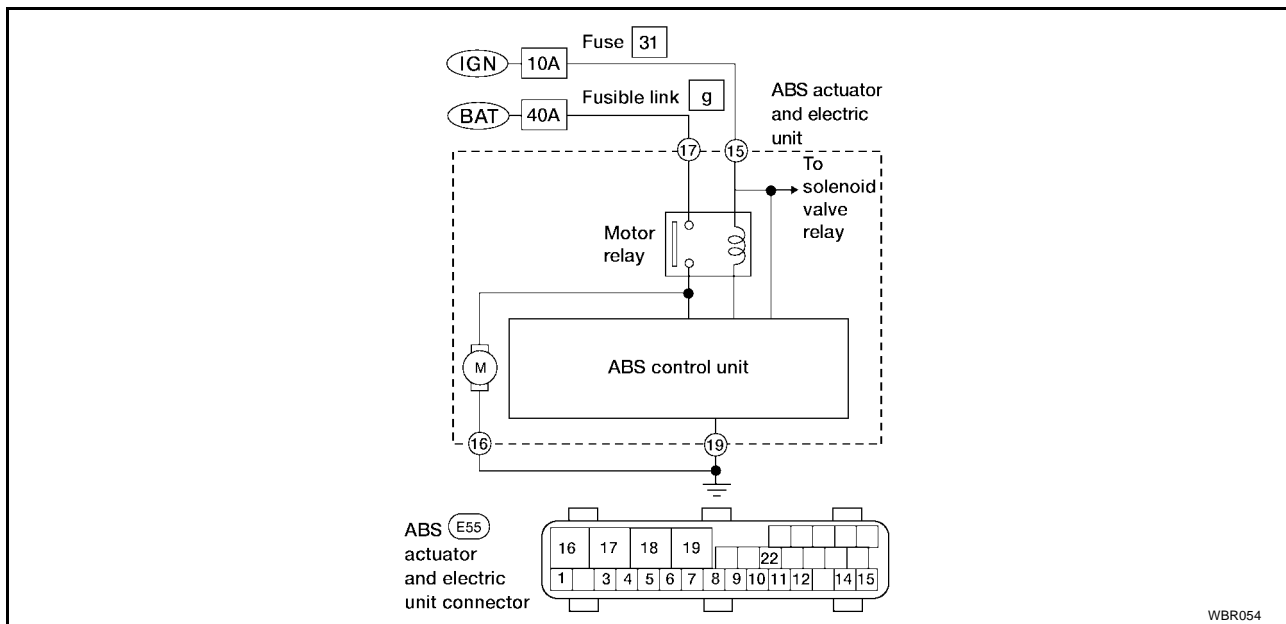 Fuse 31
IGN 10A
Fusible link g
BAT 40A
ABS actuator
and electric
unit
17 15
To
solenoid
valve
relay
Motor
relay
M
ABS control unit
16 19
ABS E55
actuator
and electric
unit connector
16 17 18 19
22
1 3 4 5 6 7 8 9 10 11 12 14 15
WBR054